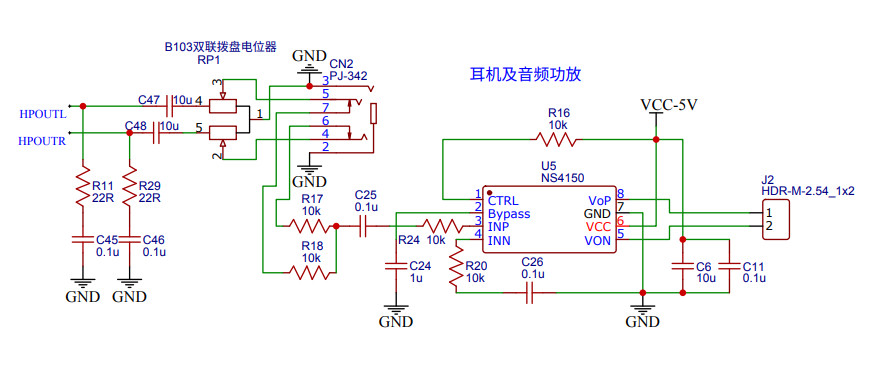 B103双联拨盘电位器
RP1
GND
CN2
PJ-342
耳机及音频功放
HPOUTL
C47
10u
4
3
1
3
5
7
6
4
2
HPOUTR
C48
10u
5
2
GND
R11
22R
R29
22R
C45
0.1u
C46
0.1u
GND
GND
R17
10k
R18
10k
C25
0.1u
R24
10k
C24
1u
GND
R20
10k
C26
0.1u
R16
10k
VCC-5V
U5
NS4150
1
CTRL
2
Bypass
3
INP
4
INN
VoP
8
GND
7
VCC
6
VON
5
J2
HDR-M-2.54_1x2
1
2
C6
10u
C11
0.1u
GND